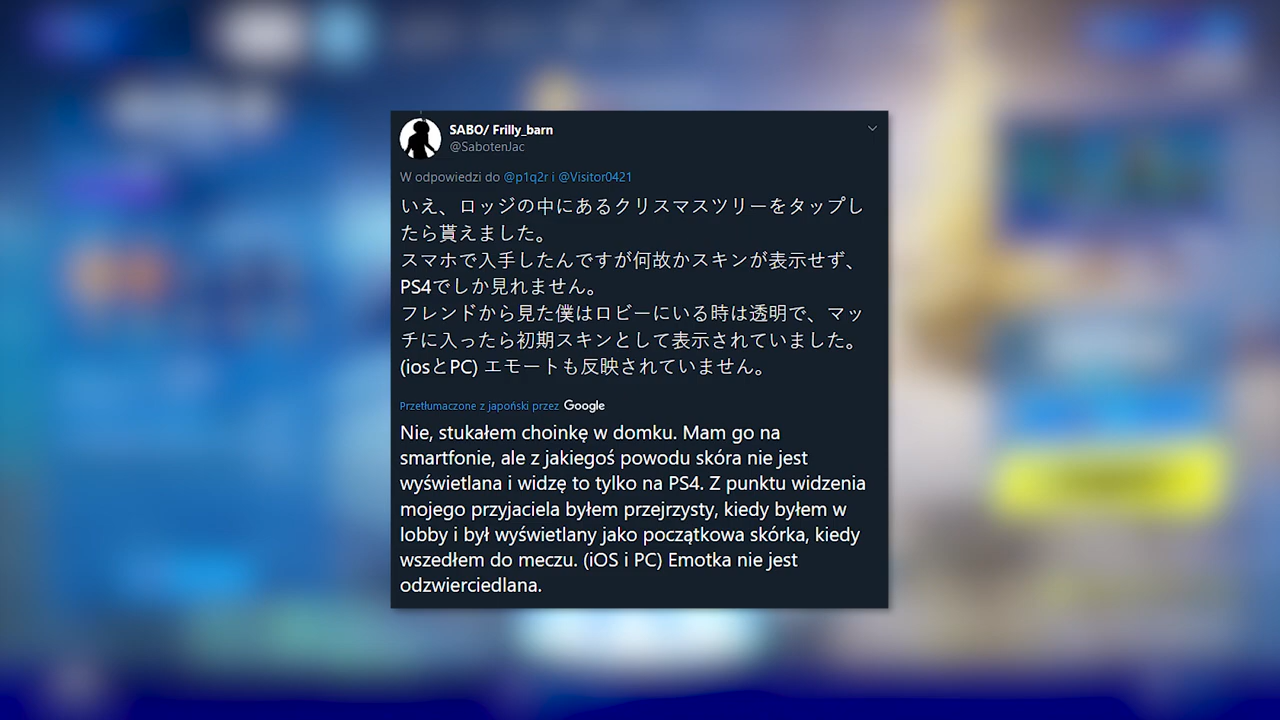 SABO/ Frilly_barn
@SabotenJac
W odpowiedzi do @p1q2r i @Visitor0421
いえ、ロッジの中にあるクリスマスツリーをタップし
たら貰えました。
スマホで入手したんですが何故かスキンが表示せず、
PS4でしか見れません。
フレンドから見た僕はロビーにいる時は透明で、マッ
チに入ったら初期スキンとして表示されていました。
(iosとPC) エモートも反映されていません。
Przetłumaczone z japoński przez Google
Nie, stukałem choinkę w domku. Mam go na
smartfonie, ale z jakiegoś powodu skóra nie jest
wyświetlana i widzę to tylko na PS4. Z punktu widzenia
mojego przyjaciela byłem przejrzysty, kiedy byłem w
lobby i był wyświetlany jako początkowa skórka, kiedy
wszedłem do meczu. (iOS i PC) Emotka nie jest
odzwierciedlana.